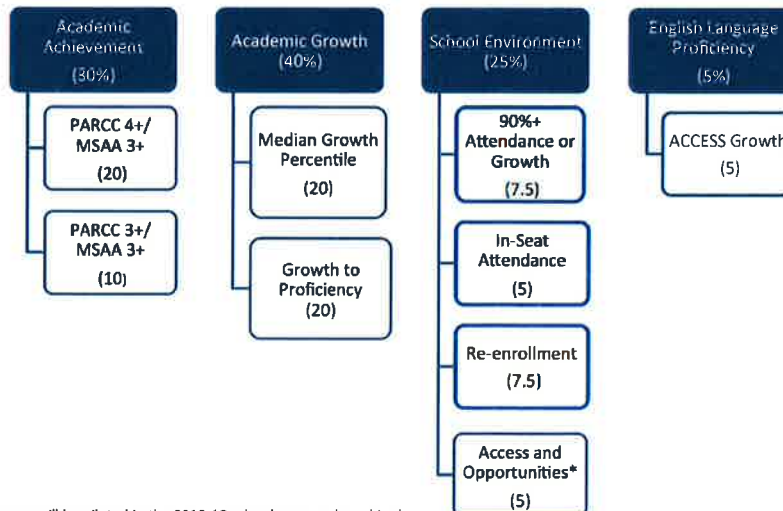 Academic
Achievement
(30%)
PARCC 4+/
MSAA 3+
(20)
PARCC 3+/
MSAA 3+
(10)
Academic Growth
(40%)
Median Growth
Percentile
(20)
Growth to
Proficiency
(20)
School Environment
(25%)
90%+
Attendance or
Growth
(7.5)
In-Seat
Attendance
(5)
Re-enrollment
(7.5)
Access and
Opportunities*
(5)
English Language
Proficiency
(5%)
ACCESS Growth
(5)